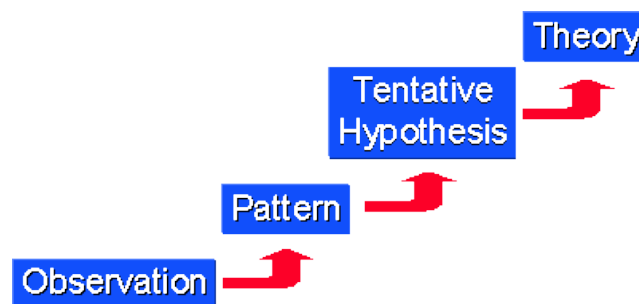 Theory
Tentative
Hypothesis
Pattern
Observation